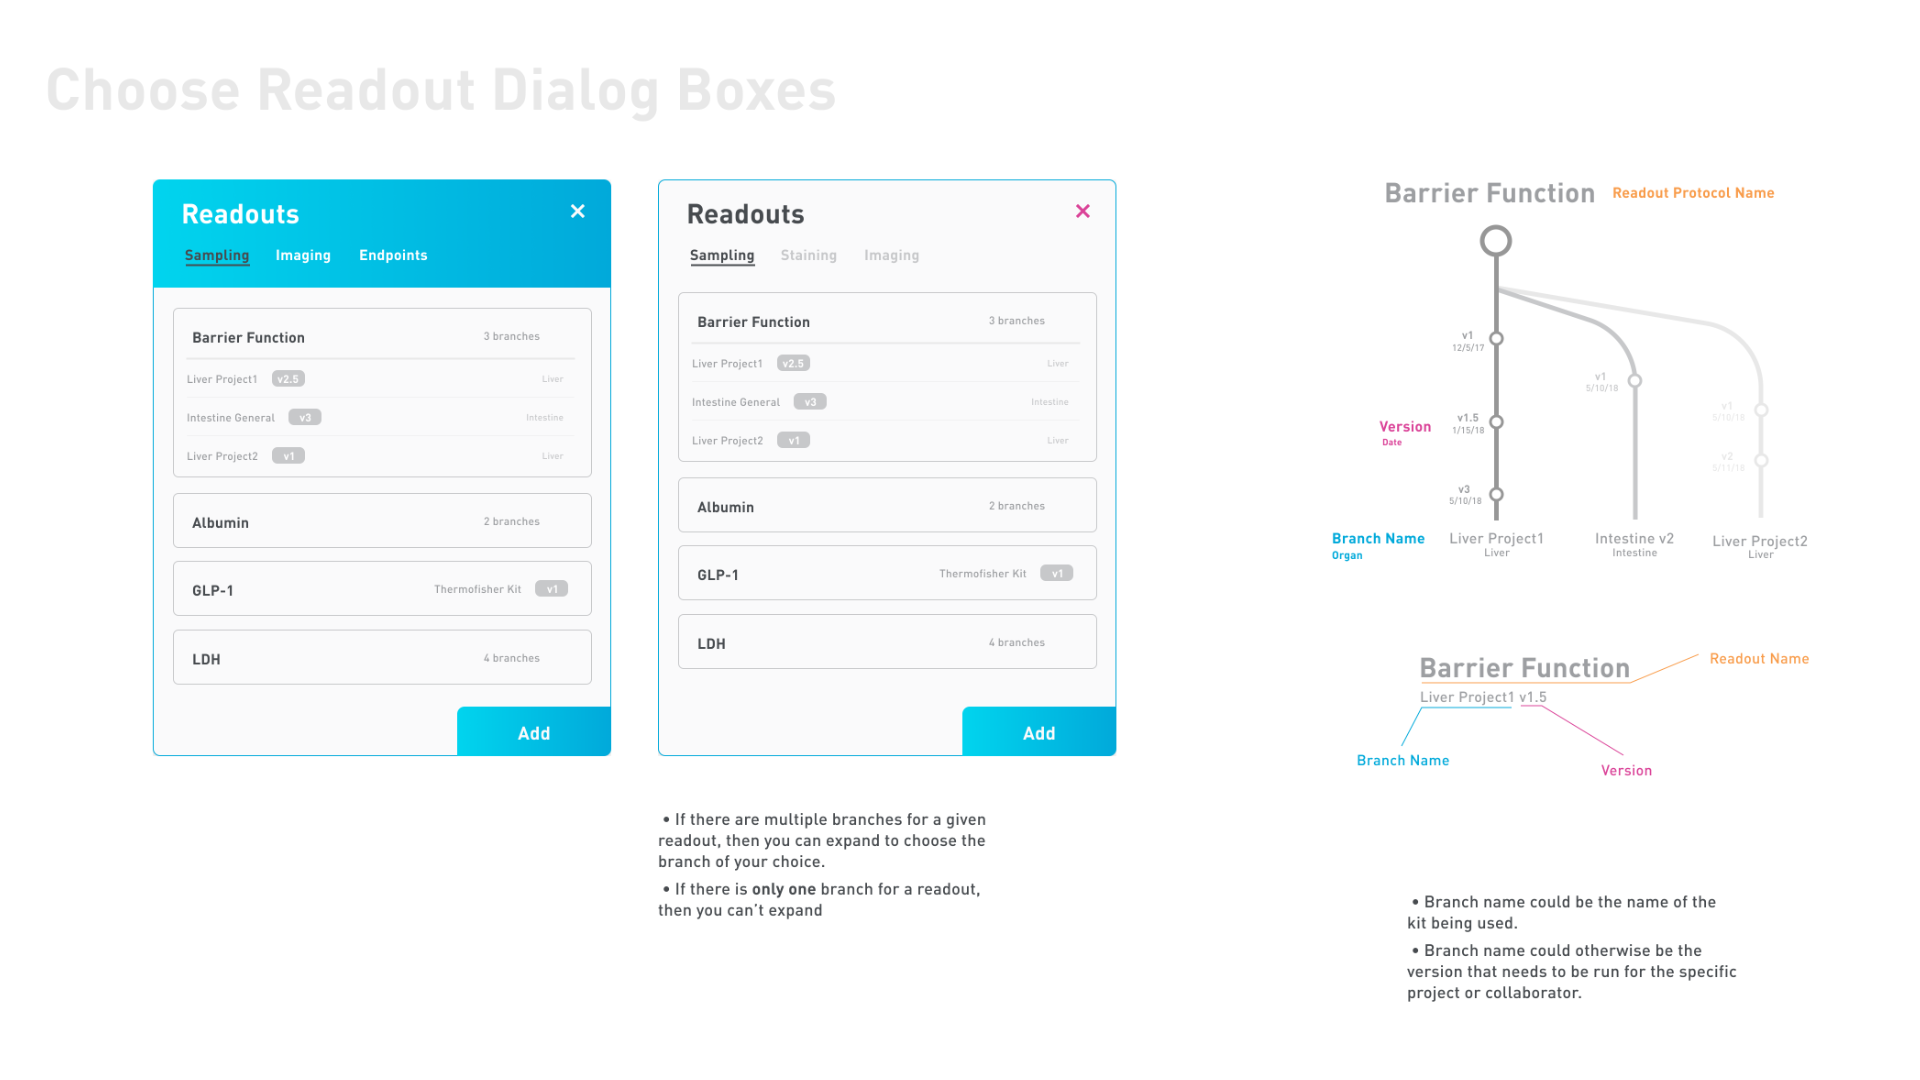 Choose Readout Dialog Boxes
Readouts
Sampling Imaging Endpoints
Barrier Function 3 branches
Liver Project1 v2.5 Liver
Intestine General v3 Intestine
Liver Project2 v1 Liver
Albumin 2 branches
GLP-1 Thermofisher Kit v1
LDH 4 branches
Add
Readouts
Sampling Staining Imaging
Barrier Function 3 branches
Liver Project1 v2.5 Liver
Intestine General v3 Intestine
Liver Project2 v1 Liver
Albumin 2 branches
GLP-1 Thermofisher Kit v1
LDH 4 branches
Add
• If there are multiple branches for a given
readout, then you can expand to choose the
branch of your choice.
• If there is only one branch for a readout,
then you can’t expand
Barrier Function Readout Protocol Name
v1
12/5/17
v1
5/10/18
v1
5/10/18
Version
Date
v1.5
1/15/18
v2
5/11/18
v3
5/10/18
Branch Name
Organ
Liver Project1
Liver
Intestine v2
Intestine
Liver Project2
Liver
Barrier Function
Readout Name
Liver Project1 v1.5
Branch Name
Version
• Branch name could be the name of the
kit being used.
• Branch name could otherwise be the
version that needs to be run for the specific
project or collaborator.